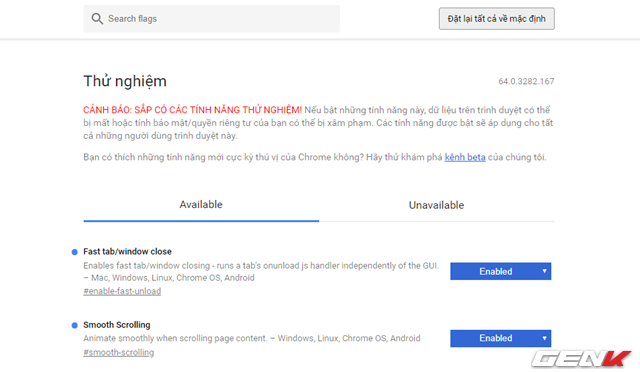 Search flags
Đặt lại tất cả về mặc định
Thử nghiệm
64.0.3282.167
CẢNH BÁO: SẮP CÓ CÁC TÍNH NĂNG THỬ NGHIỆM! Nếu bật những tính năng này, dữ liệu trên trình duyệt có thể
bị mất hoặc tính bảo mật/quyền riêng tư của bạn có thể bị xâm phạm. Các tính năng được bật sẽ áp dụng cho tất
cả những người dùng trình duyệt này.
Bạn có thích những tính năng mới cực kỳ thú vị của Chrome không? Hãy thử khám phá kênh beta của chúng tôi.
Available
Unavailable
Fast tab/window close
Enables fast tab/window closing - runs a tab's onunload js handler independently of the GUI.
– Mac, Windows, Linux, Chrome OS, Android
#enable-fast-unload
Enabled
Smooth Scrolling
Animate smoothly when scrolling page content. – Windows, Linux, Chrome OS, Android
#smooth-scrolling
Enabled
GENK